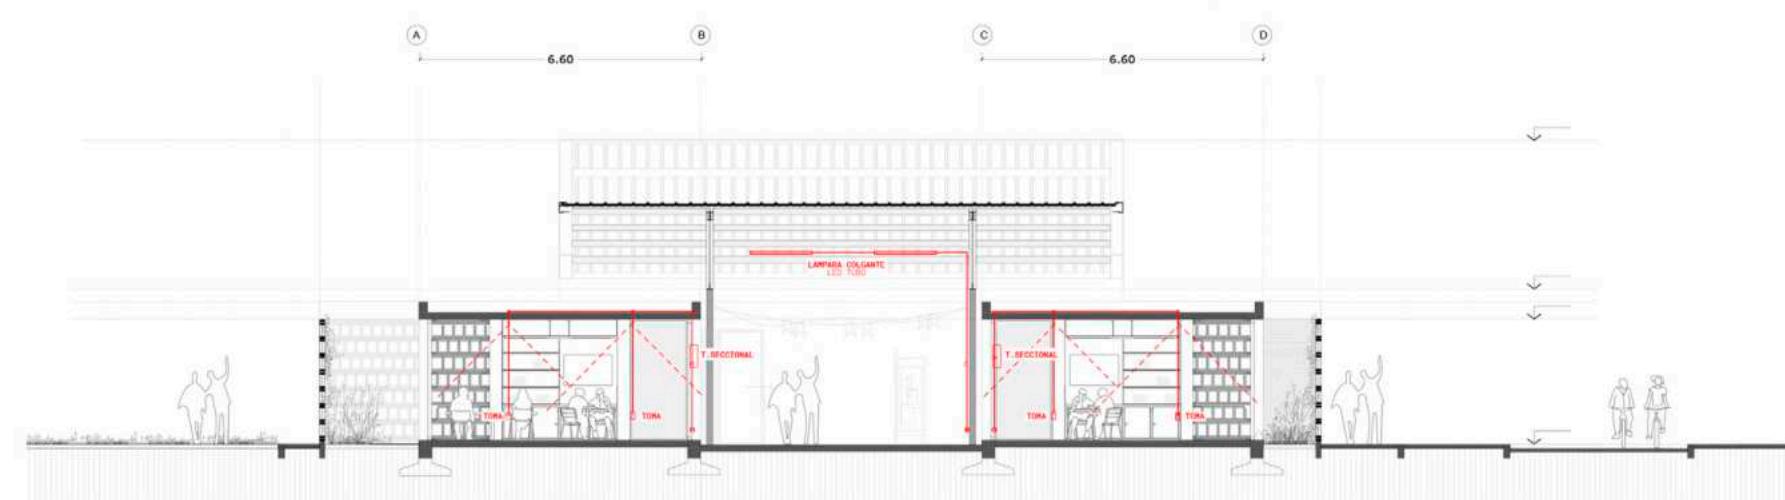 A
B
C
D
6.60
6.60
LAMPARA COLGANTE
LED TUBO
T.SECCIONAL
T.SECCIONAL
TOMA
TOMA
TOMA
TOMA